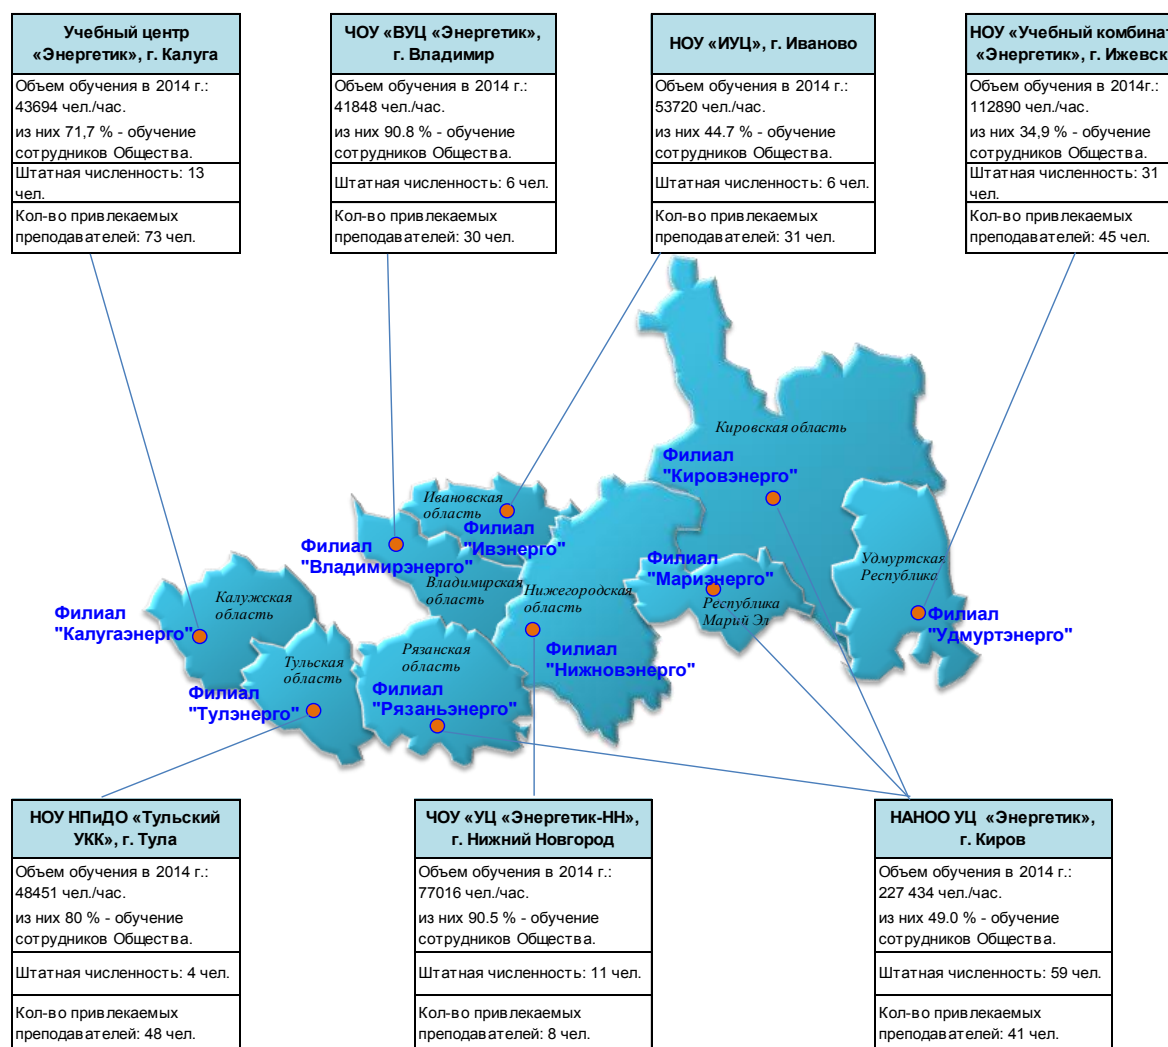 Учебный центр
«Энергетик», г. Калуга
Объем обучения в 2014 г.:
43694 чел./час.
из них 71,7 % - обучение
сотрудников Общества.
Штатная численность: 13
чел.
Кол-во привлекаемых
преподавателей: 73 чел.
ЧОУ «ВУЦ «Энергетик»,
г. Владимир
Объем обучения в 2014 г.:
41848 чел./час.
из них 90.8 % - обучение
сотрудников Общества.
Штатная численность: 6 чел.
Кол-во привлекаемых
преподавателей: 30 чел.
НОУ «ИУЦ», г. Иваново
Объем обучения в 2014 г.:
53720 чел./час.
из них 44.7 % - обучение
сотрудников Общества.
Штатная численность: 6 чел.
Кол-во привлекаемых
преподавателей: 31 чел.
НОУ «Учебный комбинат
«Энергетик», г. Ижевск
Объем обучения в 2014г.:
112890 чел./час.
из них 34,9 % - обучение
сотрудников Общества.
Штатная численность: 31
чел.
Кол-во привлекаемых
преподавателей: 45 чел.
Кировская область
Филиал
"Кировэнерго"
Ивановская
область
Филиал
"Ивэнерго"
Филиал
"Владимирэнерго"
Владимирская
область
Нижегородская
область
Филиал
"Мариэнерго"
Республика
Марий Эл
Удмуртская
Республика
Филиал
"Удмуртэнерго"
Калужская
область
Филиал
"Калугаэнерго"
Тульская
область
Филиал
"Тулэнерго"
Рязанская
область
Филиал
"Рязаньэнерго"
Филиал
"Нижновэнерго"
НОУ НПиДО «Тульский
УКК», г. Тула
Объем обучения в 2014 г.:
48451 чел./час.
из них 80 % - обучение
сотрудников Общества.
Штатная численность: 4 чел.
Кол-во привлекаемых
преподавателей: 48 чел.
ЧОУ «УЦ «Энергетик-НН»,
г. Нижний Новгород
Объем обучения в 2014 г.:
77016 чел./час.
из них 90.5 % - обучение
сотрудников Общества.
Штатная численность: 11 чел.
Кол-во привлекаемых
преподавателей: 8 чел.
НАНОО УЦ «Энергетик»,
г. Киров
Объем обучения в 2014 г.:
227 434 чел./час.
из них 49.0 % - обучение
сотрудников Общества.
Штатная численность: 59 чел.
Кол-во привлекаемых
преподавателей: 41 чел.